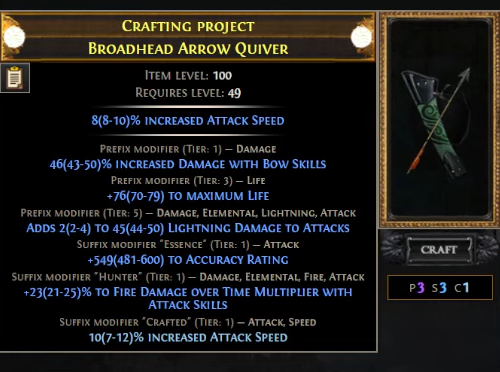 Crafting project
Broadhead Arrow Quiver
Item level: 100
Requires level: 49
8(8-10)% increased Attack Speed
Prefix modifier (Tier: 1) — Damage
46(43-50)% increased Damage with Bow Skills
Prefix modifier (Tier: 3) — Life
+76(70-79) to maximum Life
Prefix modifier (Tier: 5) — Damage, Elemental, Lightning, Attack
Adds 2(2-4) to 45(44-50) Lightning Damage to Attacks
Suffix modifier "Essence" (Tier: 1) — Attack
+549(481-600) to Accuracy Rating
Suffix modifier "Hunter" (Tier: 1) — Damage, Elemental, Fire, Attack
+23(21-25)% to Fire Damage over Time Multiplier with
Attack Skills
Suffix modifier "Crafted" (Tier: 1) — Attack, Speed
10(7-12)% increased Attack Speed
CRAFT
P3 S3 C1